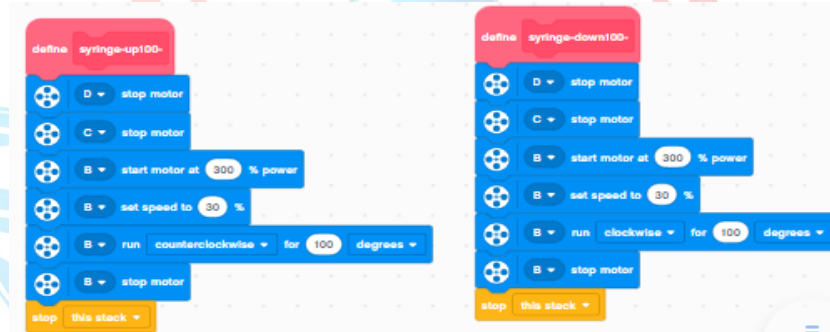 define syringe-up100-
D stop motor
C stop motor
B start motor at 300 % power
B set speed to 30 %
B run counterclockwise for 100 degrees
B stop motor
stop this stack
define syringe-down100-
D stop motor
C stop motor
B start motor at 300 % power
B set speed to 30 %
B run clockwise for 100 degrees
B stop motor
stop this stack